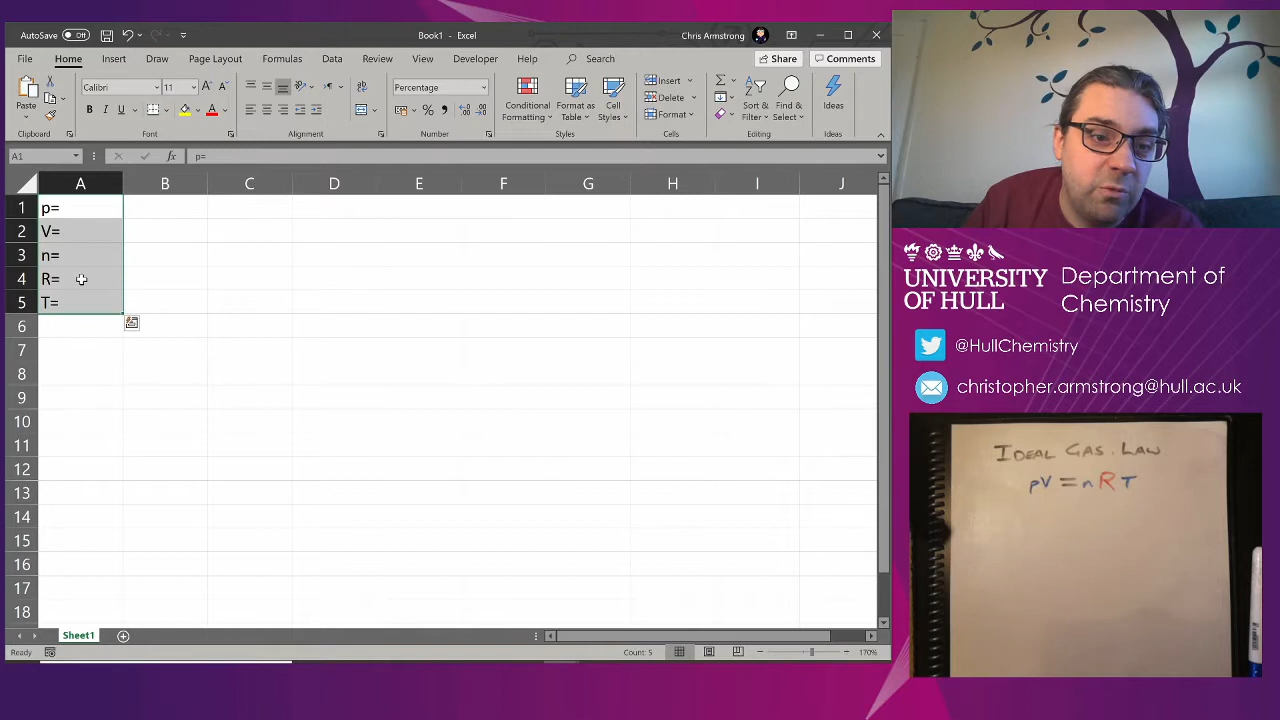 AutoSave Off
Book1 - Excel
Chris Armstrong
File Home Insert Draw Page Layout Formulas Data Review View Developer Help Search
Share Comments
Paste
Calibri 11
B I U
Percentage
Conditional Formatting
Format as Table
Cell Styles
Insert
Delete
Format
Sort & Filter
Find & Select
Ideas
Clipboard Font Alignment Number Styles Cells Editing Ideas
A1 fx p=
A B C D E F G H I J
1 p=
2 V=
3 n=
4 R=
5 T=
6
7
8
9
10
11
12
13
14
15
16
17
18
Sheet1
Ready Count: 5 170%
UNIVERSITY OF HULL
Department of Chemistry
@HullChemistry
christopher.armstrong@hull.ac.uk
IDEAL GAS LAW
pV = nRT